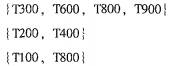 {T300, T600, T800, T900}
{T200, T400}
{T100, T800}